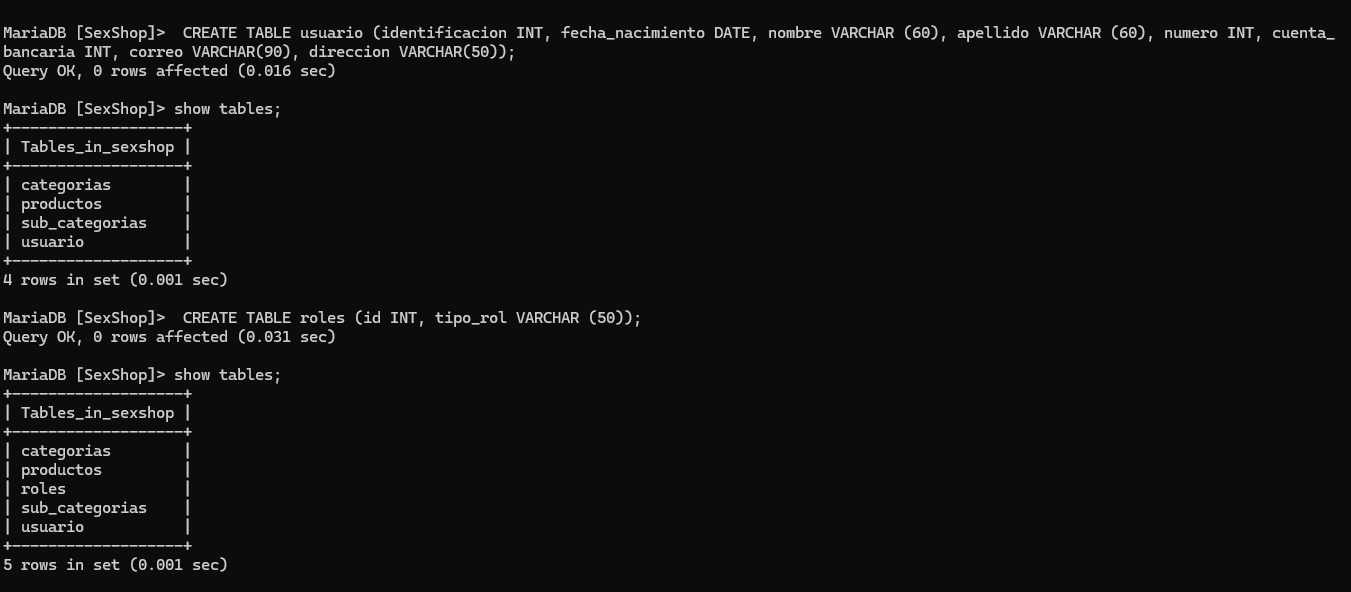 MariaDB [SexShop]>  CREATE TABLE usuario (identificacion INT, fecha_nacimiento DATE, nombre VARCHAR (60), apellido VARCHAR (60), numero INT, cuenta_
bancaria INT, correo VARCHAR(90), direccion VARCHAR(50));
Query OK, 0 rows affected (0.016 sec)
MariaDB [SexShop]> show tables;
+-------------------+
| Tables_in_sexshop |
+-------------------+
| categorias        |
| productos         |
| sub_categorias    |
| usuario           |
+-------------------+
4 rows in set (0.001 sec)
MariaDB [SexShop]>  CREATE TABLE roles (id INT, tipo_rol VARCHAR (50));
Query OK, 0 rows affected (0.031 sec)
MariaDB [SexShop]> show tables;
+-------------------+
| Tables_in_sexshop |
+-------------------+
| categorias        |
| productos         |
| roles             |
| sub_categorias    |
| usuario           |
+-------------------+
5 rows in set (0.001 sec)